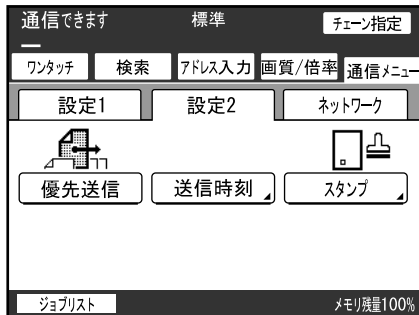 通信できます 標準 チェーン指定
ワンタッチ 検索 アドレス入力 画質/倍率 通信メニュー
設定1 設定2 ネットワーク
優先送信 送信時刻 スタンプ
ジョブリスト メモリ残量100%